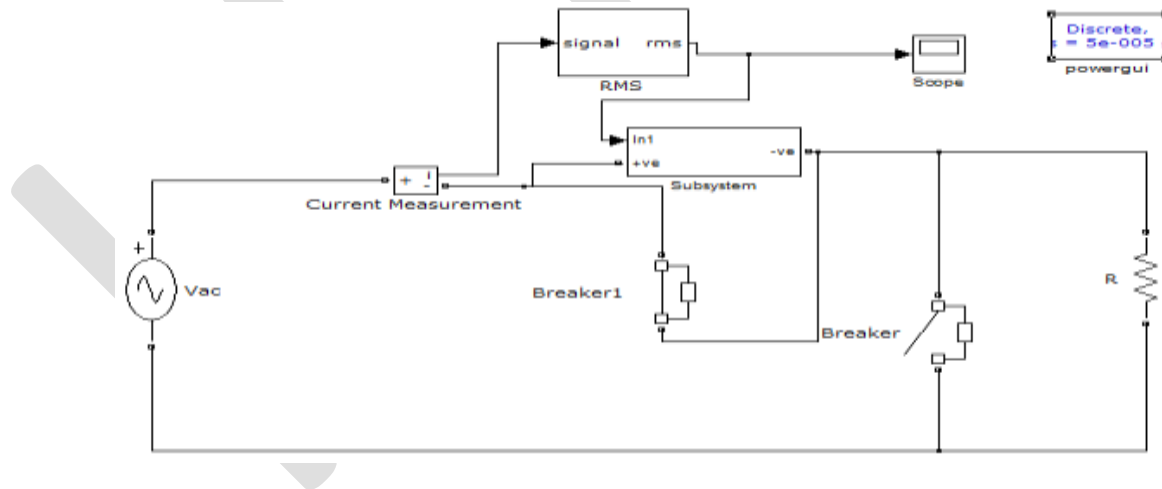 signal rms
RMS
Scope
Discrete,
s = 5e-005
powergui
In1
+ve
-ve
Subsystem
+ i
-
Current Measurement
+
Vac
Breaker1
Breaker
R